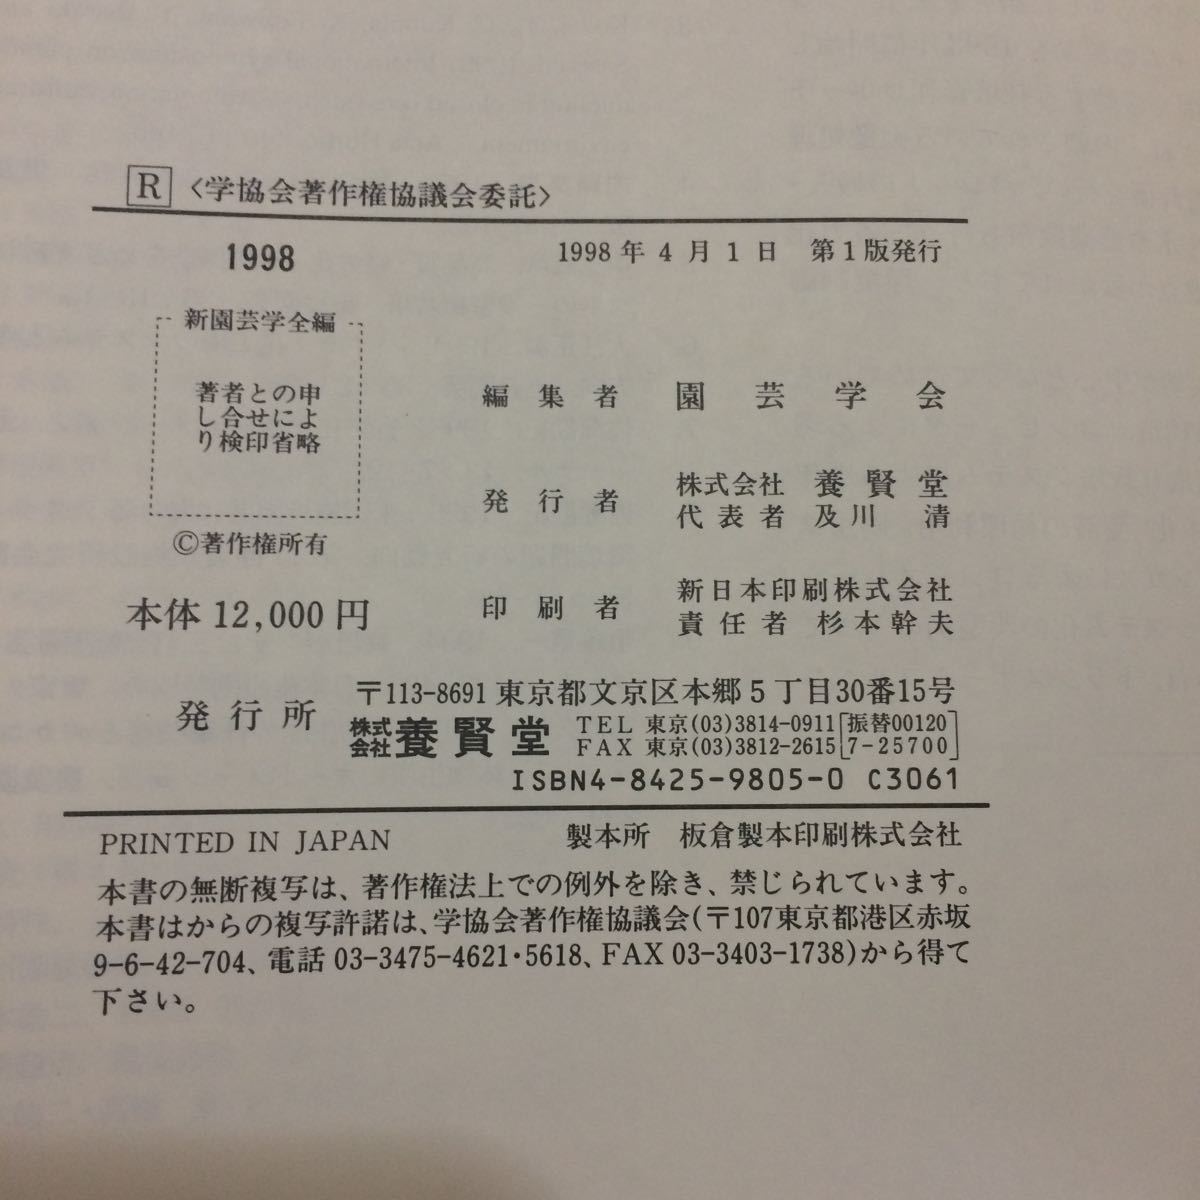 R <学協会著作権協議会委託>
1998
1998年4月1日 第1版発行
新園芸学全編
著者との申
し合せによ
り検印省略
©著作権所有
本体 12,000 円
編集者 園芸学会
発行者 株式会社 養賢堂
代表者 及川 清
印刷者 新日本印刷株式会社
責任者 杉本幹夫
〒113-8691 東京都文京区本郷5丁目30番15号
発行所 株式会社 養賢堂 TEL 東京(03)3814-0911 [振替00120
FAX 東京(03)3812-2615 7-25700]
ISBN4-8425-9805-0 C3061
PRINTED IN JAPAN 製本所 板倉製本印刷株式会社
本書の無断複写は、著作権法上での例外を除き、禁じられています。
本書はからの複写許諾は、学協会著作権協議会(〒107東京都港区赤坂
9-6-42-704、電話 03-3475-4621・5618、FAX 03-3403-1738)から得て
下さい。